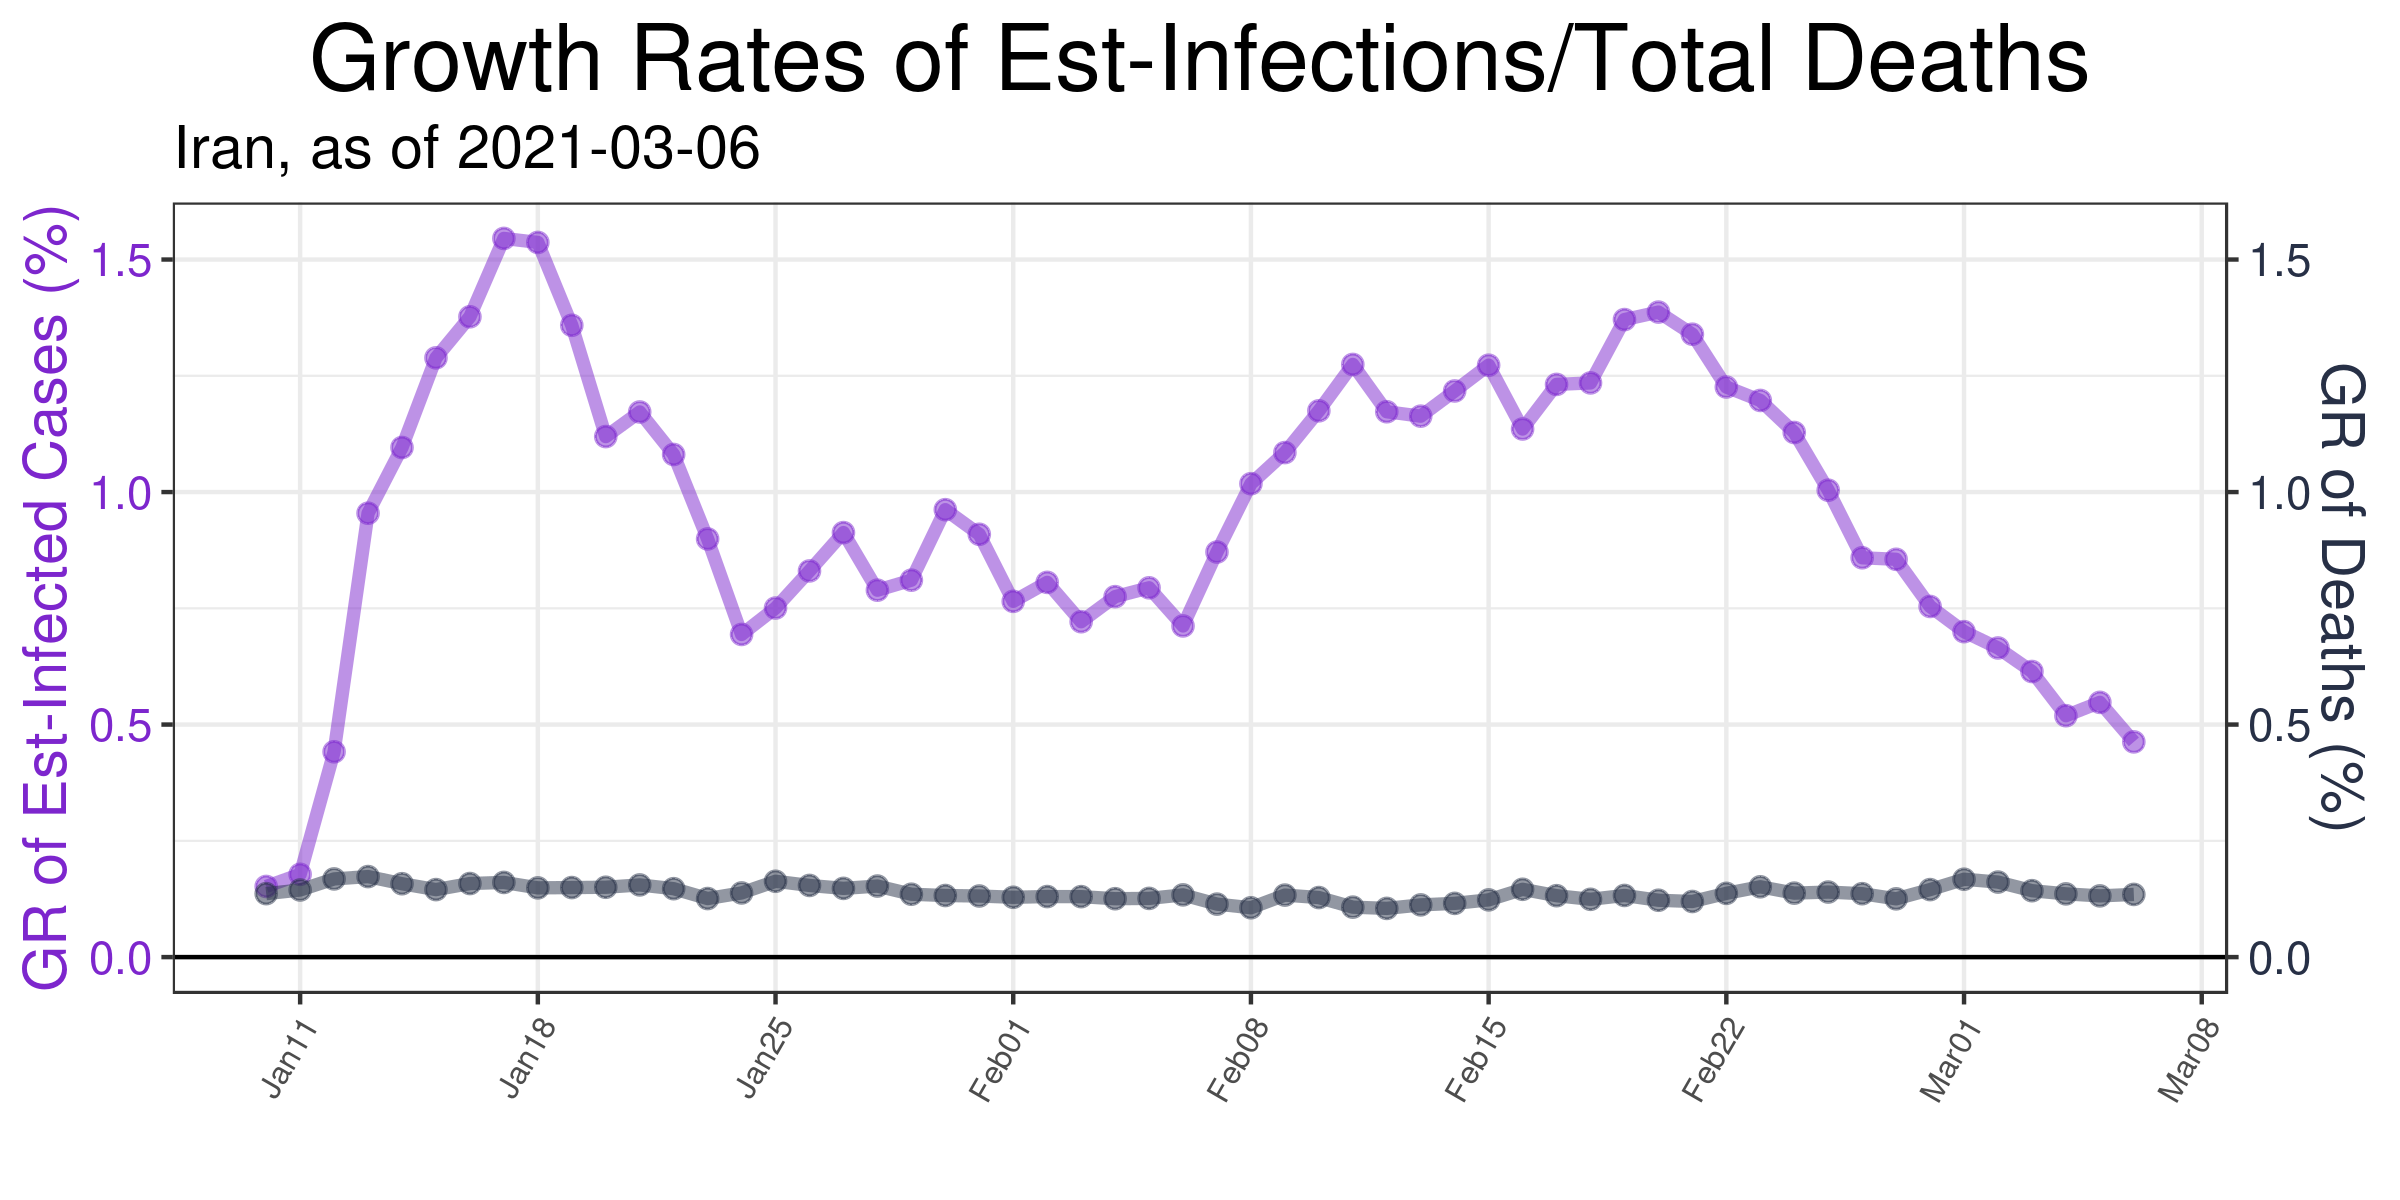 Growth Rates of Est-Infections/Total Deaths
Iran, as of 2021-03-06
GR of Est-Infected Cases (%)
1.5
1.0
0.5
0.0
1.5
1.0
0.5
0.0
GR of Deaths (%)
Jan11
Jan18
Jan25
Feb01
Feb08
Feb15
Feb22
Mar01
Mar08